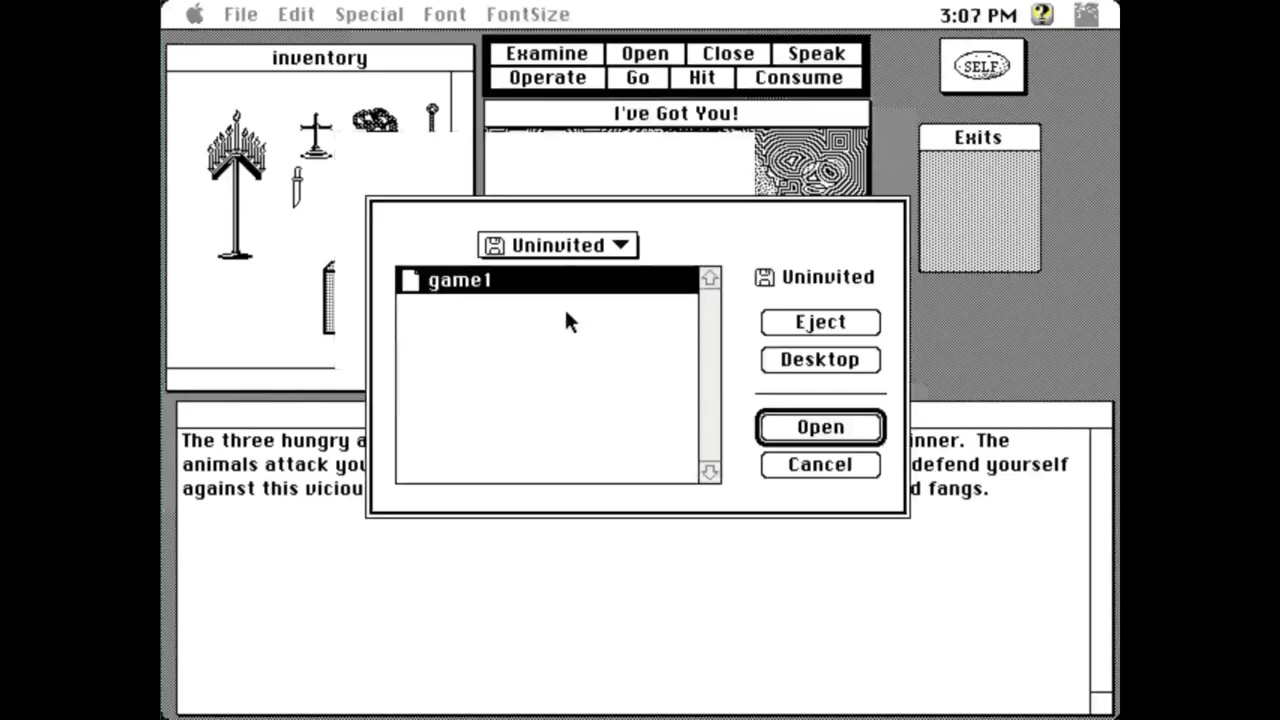 File Edit Special Font FontSize 3:07 PM
inventory
Examine Open Close Speak
Operate Go Hit Consume
SELF
I've Got You!
Exits
Uninvited
game1
Uninvited
Eject
Desktop
Open
Cancel
The three hungry inner. The
animals attack you defend yourself
against this fangs.